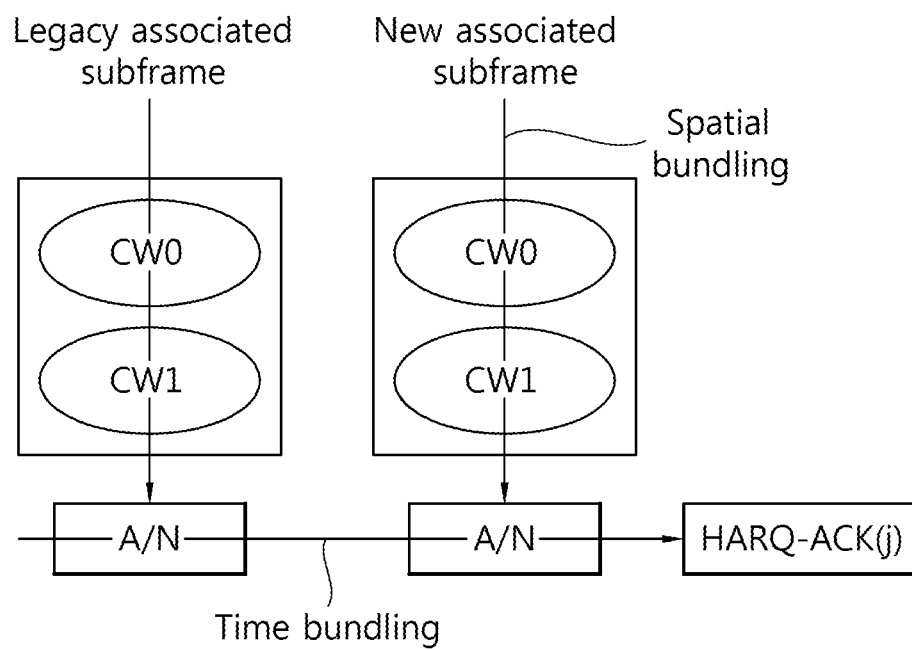 Legacy associated
subframe
New associated
subframe
Spatial
bundling
CW0
CW0
CW1
CW1
A/N
A/N
HARQ-ACK(j)
Time bundling